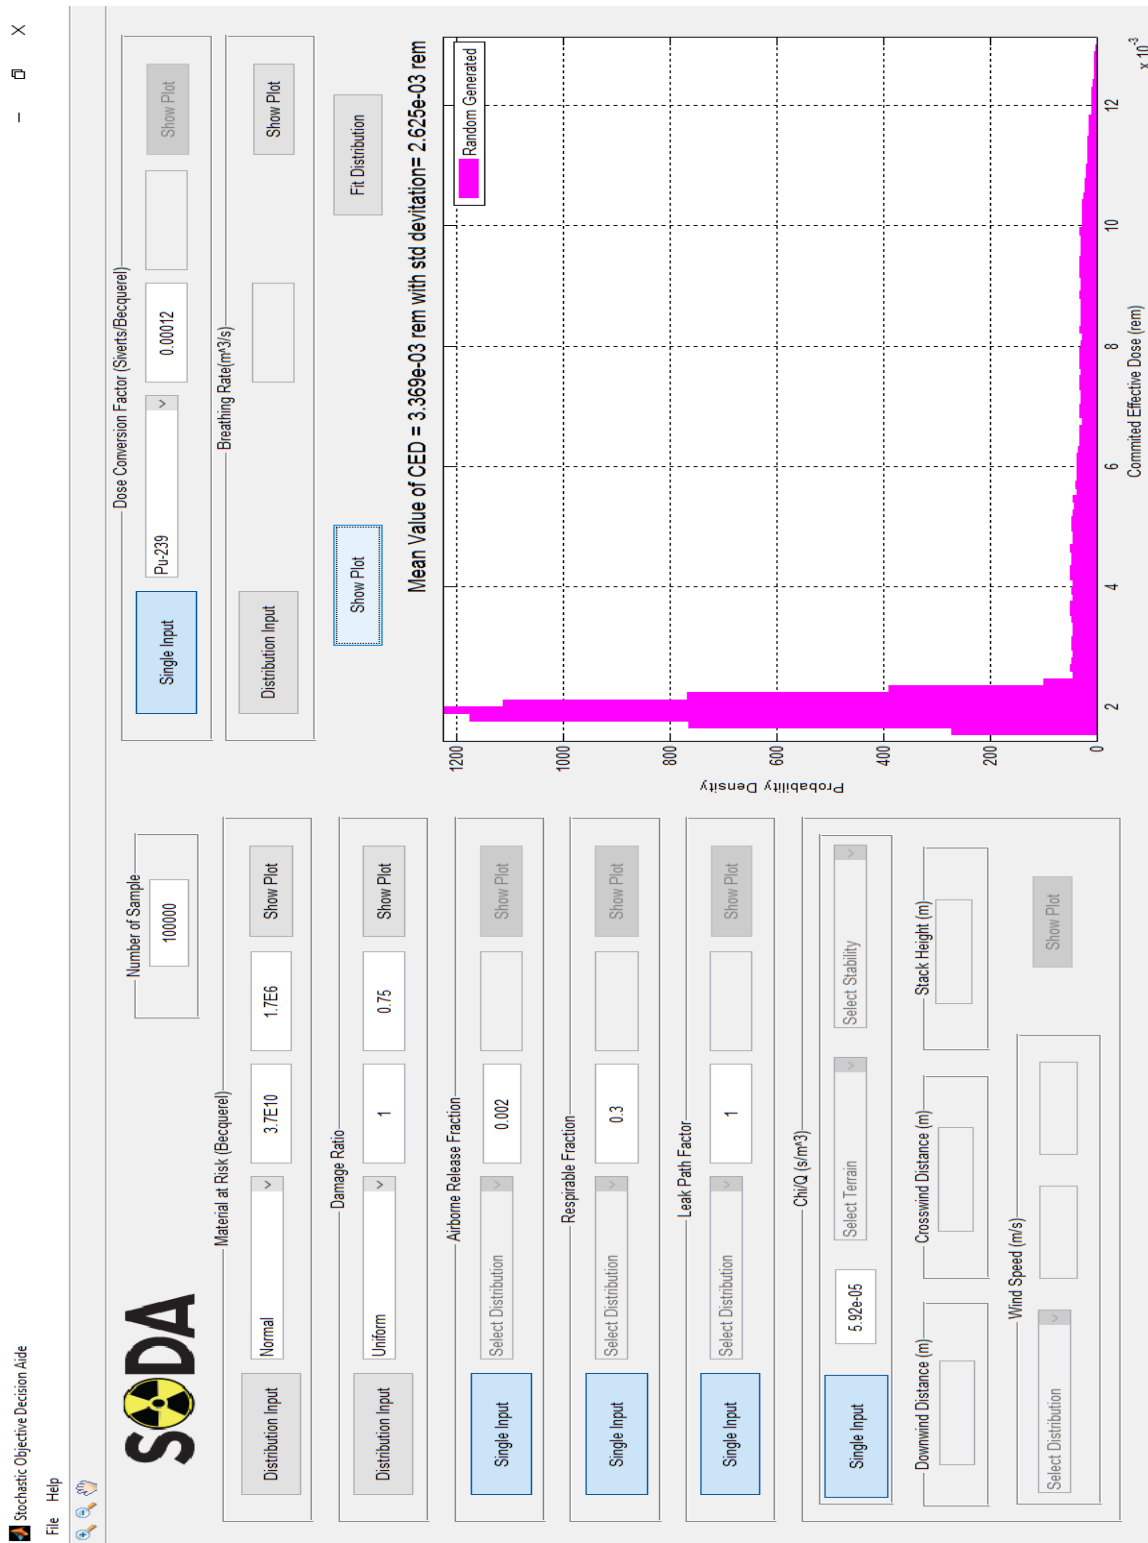 Stochastic Objective Decision Aide
File Help
SODA
Number of Sample
100000
Material at Risk (Becquerel)
Distribution Input Normal 3.7E10 1.7E6 Show Plot
Damage Ratio
Distribution Input Uniform 1 0.75 Show Plot
Airborne Release Fraction
Single Input Select Distribution 0.002 Show Plot
Respirable Fraction
Single Input Select Distribution 0.3 Show Plot
Leak Path Factor
Single Input Select Distribution 1 Show Plot
Chi/Q (s/m^3)
Single Input 5.92e-05 Select Terrain Select Stability
Downwind Distance (m) Crosswind Distance (m) Stack Height (m)
Wind Speed (m/s)
Select Distribution Show Plot
Dose Conversion Factor (Siverts/Becquerel)
Single Input Pu-239 0.00012 Show Plot
Breathing Rate(m^3/s)
Distribution Input Show Plot
Show Plot Fit Distribution
Mean Value of CED = 3.369e-03 rem with std devitation= 2.625e-03 rem
Random Generated
Probability Density
1200
1000
800
600
400
200
0
2 4 6 8 10 12
x 10-3
Commited Effective Dose (rem)